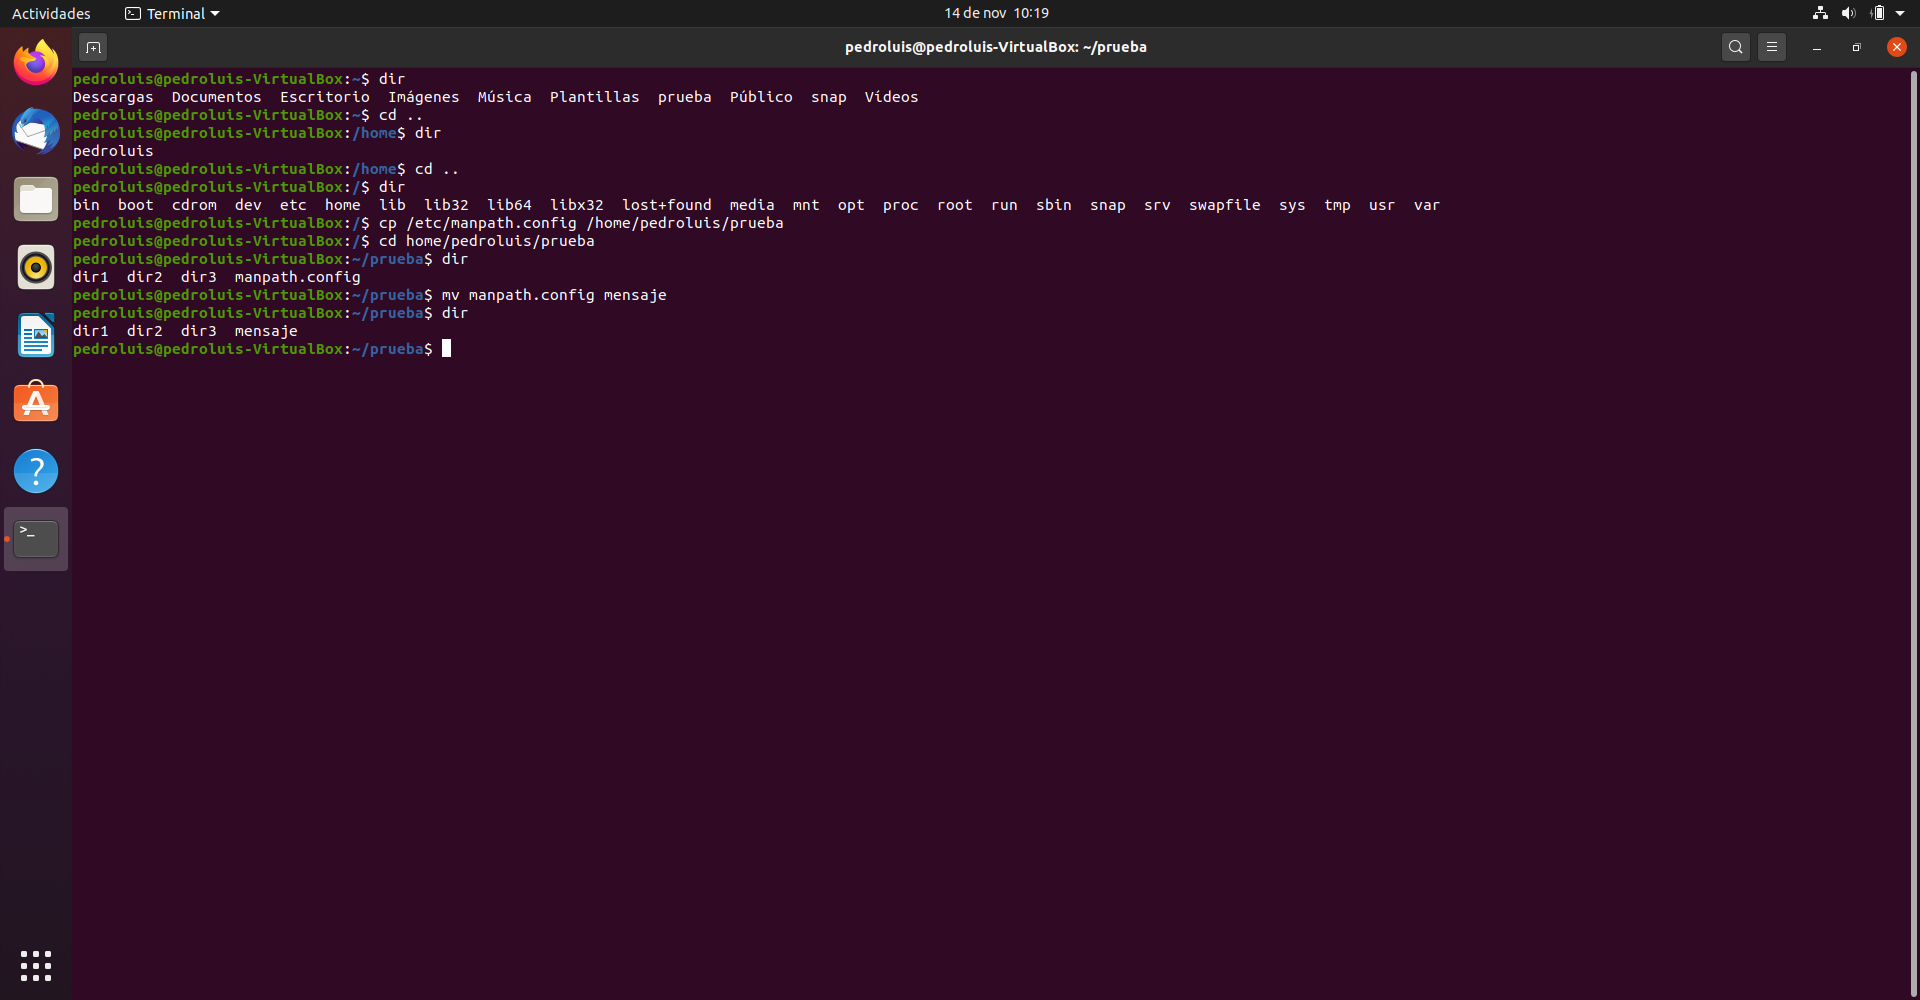 Actividades Terminal 14 de nov 10:19
pedroluis@pedroluis-VirtualBox: ~/prueba
pedroluis@pedroluis-VirtualBox:~$ dir
Descargas Documentos Escritorio Imágenes Música Plantillas prueba Público snap Vídeos
pedroluis@pedroluis-VirtualBox:~$ cd ..
pedroluis@pedroluis-VirtualBox:/home$ dir
pedroluis
pedroluis@pedroluis-VirtualBox:/home$ cd ..
pedroluis@pedroluis-VirtualBox:/$ dir
bin boot cdrom dev etc home lib lib32 lib64 libx32 lost+found media mnt opt proc root run sbin snap srv swapfile sys tmp usr var
pedroluis@pedroluis-VirtualBox:/$ cp /etc/manpath.config /home/pedroluis/prueba
pedroluis@pedroluis-VirtualBox:/$ cd home/pedroluis/prueba
pedroluis@pedroluis-VirtualBox:~/prueba$ dir
dir1 dir2 dir3 manpath.config
pedroluis@pedroluis-VirtualBox:~/prueba$ mv manpath.config mensaje
pedroluis@pedroluis-VirtualBox:~/prueba$ dir
dir1 dir2 dir3 mensaje
pedroluis@pedroluis-VirtualBox:~/prueba$